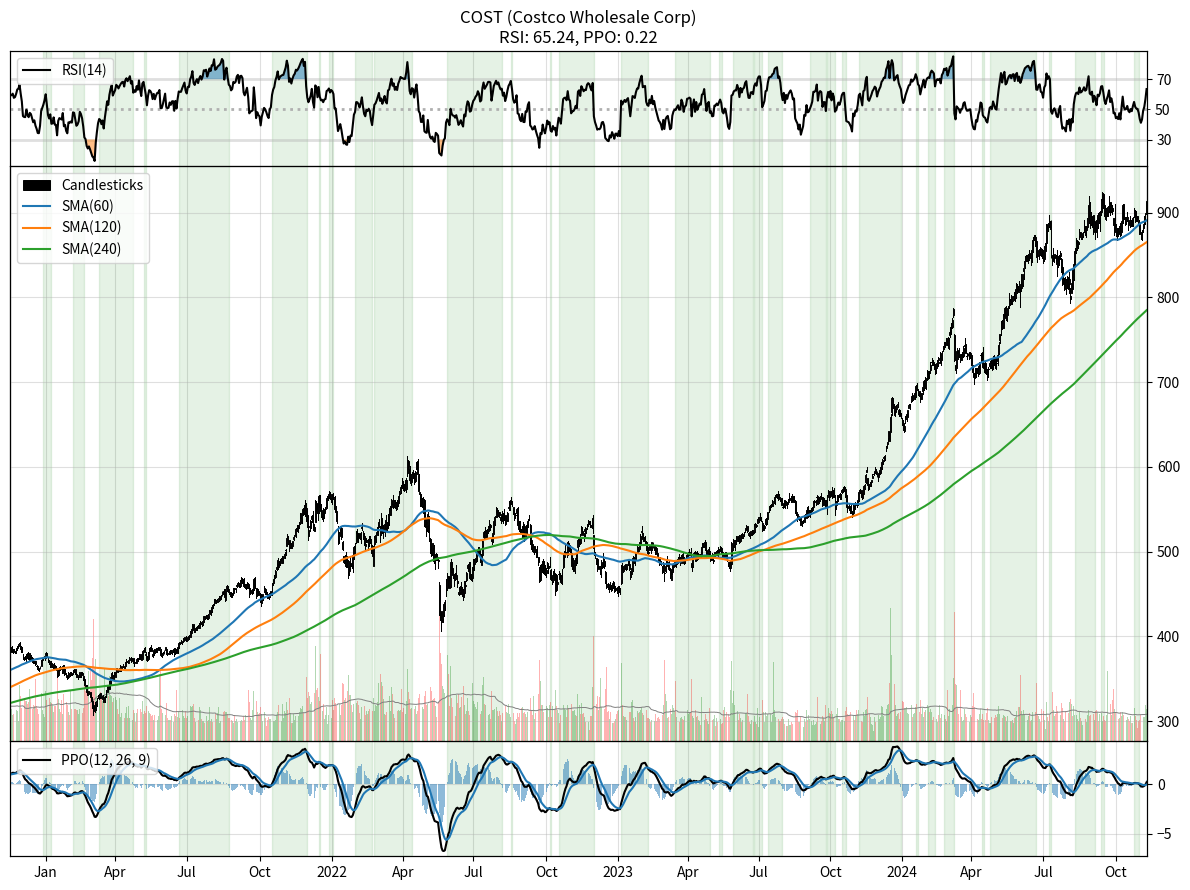 COST (Costco Wholesale Corp)
RSI: 65.24, PPO: 0.22
RSI(14)
70
50
30
Candlesticks
SMA(60)
SMA(120)
SMA(240)
900
800
700
600
500
400
300
PPO(12, 26, 9)
0
−5
Jan Apr Jul Oct 2022 Apr Jul Oct 2023 Apr Jul Oct 2024 Apr Jul Oct